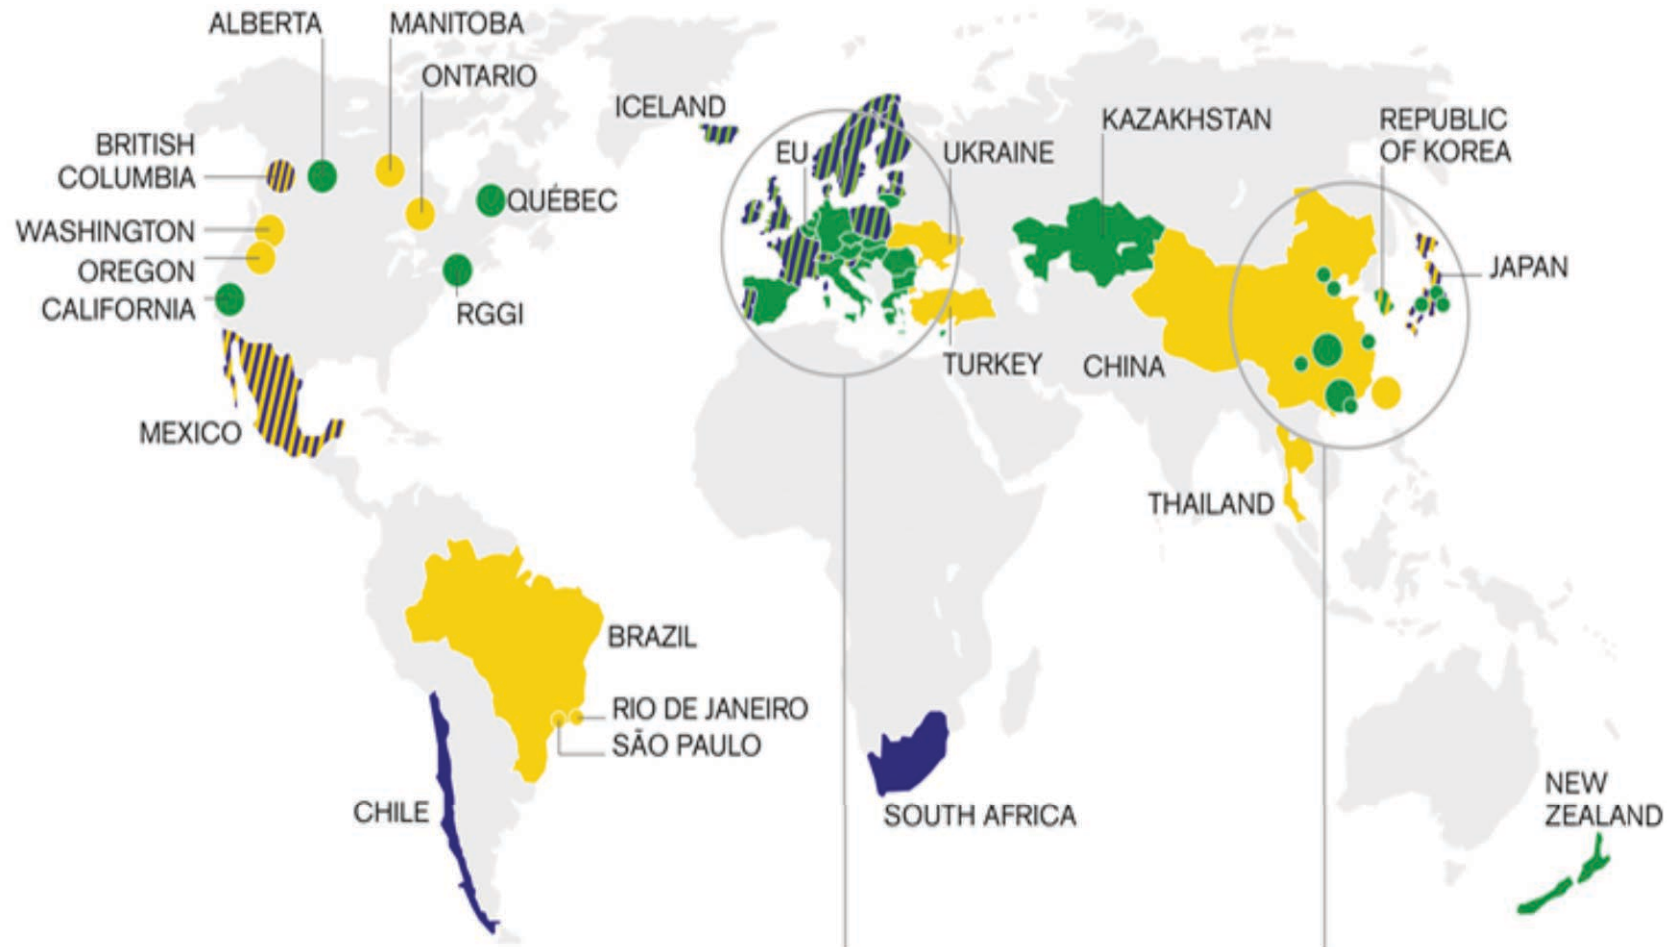 ALBERTA
MANITOBA
ONTARIO
ICELAND
KAZAKHSTAN
REPUBLIC
OF KOREA
BRITISH
COLUMBIA
EU
UKRAINE
QUÉBEC
WASHINGTON
OREGON
CALIFORNIA
RGGI
JAPAN
TURKEY
CHINA
MEXICO
THAILAND
BRAZIL
RIO DE JANEIRO
SÃO PAULO
CHILE
SOUTH AFRICA
NEW
ZEALAND